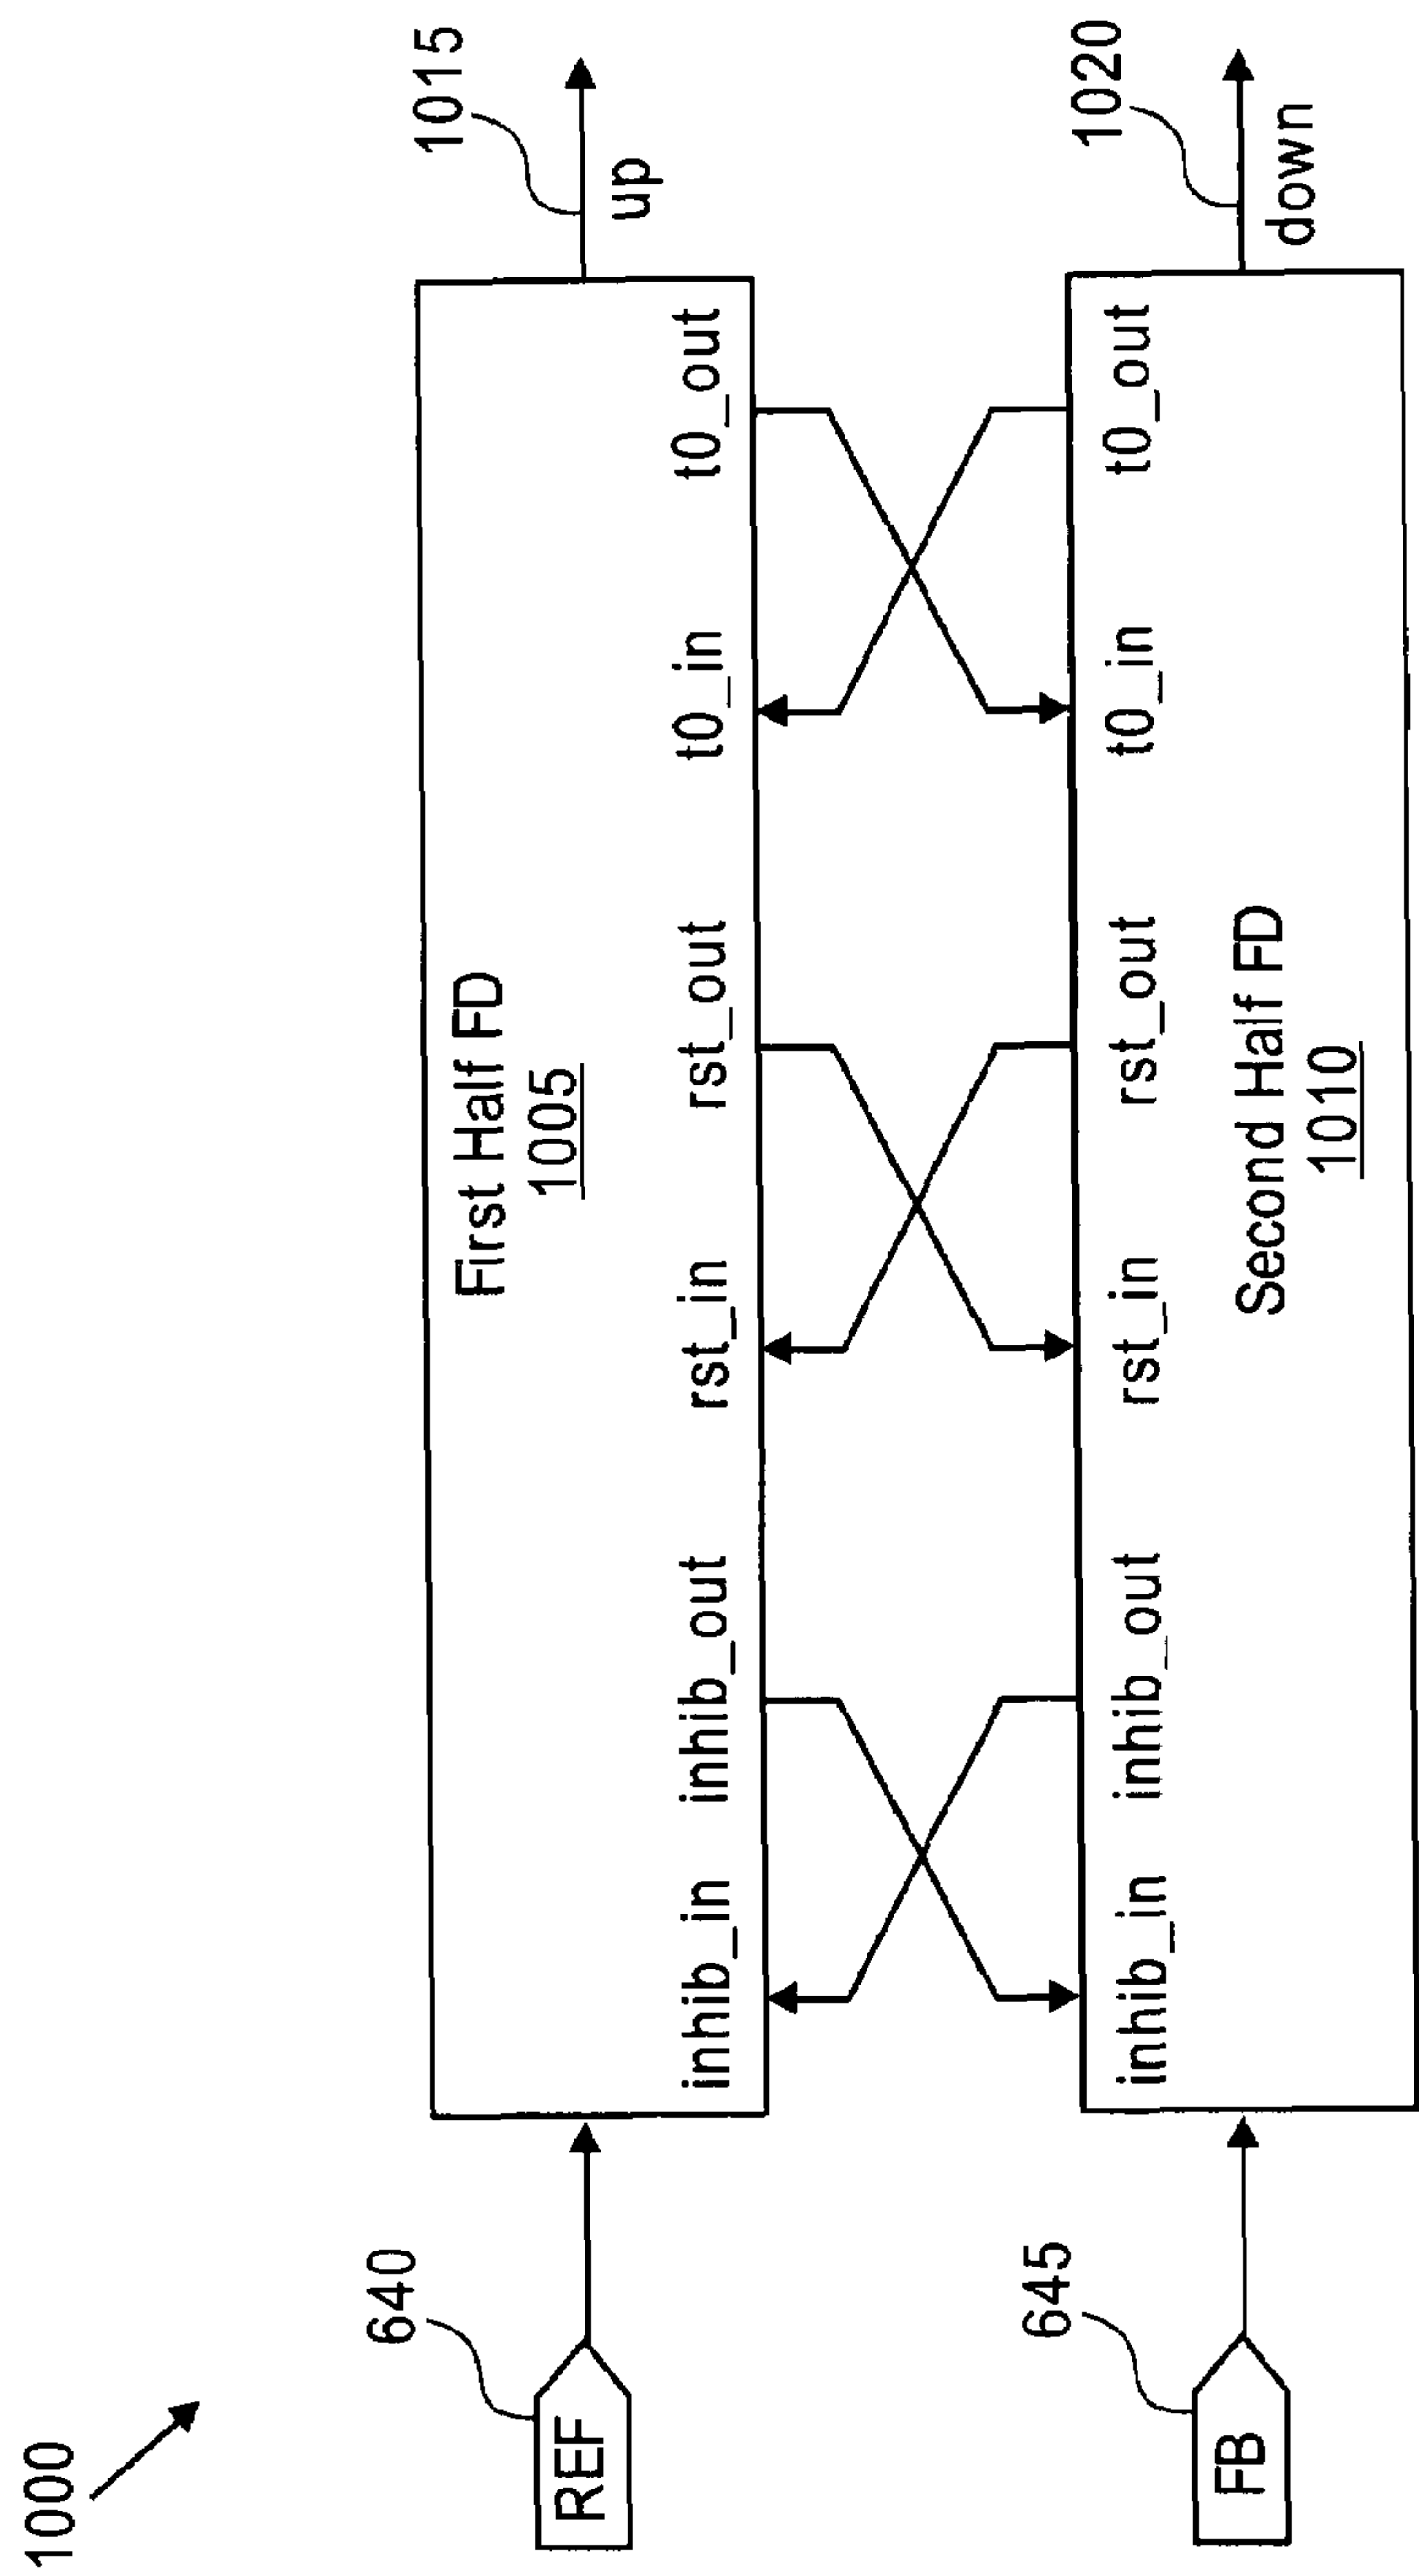 1000
640
REF
First Half FD
1005
inhib_in inhib_out rst_in rst_out t0_in t0_out
1015
up
645
FB
inhib_in inhib_out rst_in rst_out t0_in t0_out
Second Half FD
1010
1020
down